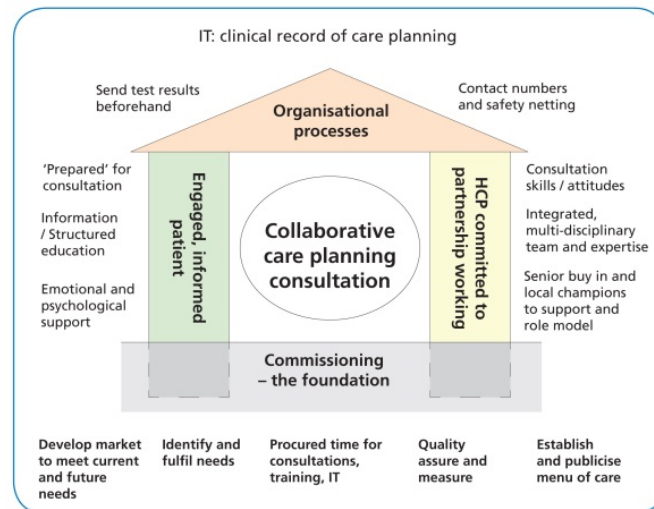 IT: clinical record of care planning
Send test results
beforehand
Contact numbers
and safety netting
Organisational
processes
‘Prepared’ for
consultation
Information
/ Structured
education
Emotional and
psychological
support
Engaged, informed
patient
Collaborative
care planning
consultation
HCP committed to
partnership working
Consultation
skills / attitudes
Integrated,
multi-disciplinary
team and expertise
Senior buy in and
local champions
to support and
role model
Commissioning
– the foundation
Develop market
to meet current
and future
needs
Identify and
fulfil needs
Procured time for
consultations,
training, IT
Quality
assure and
measure
Establish
and publicise
menu of care